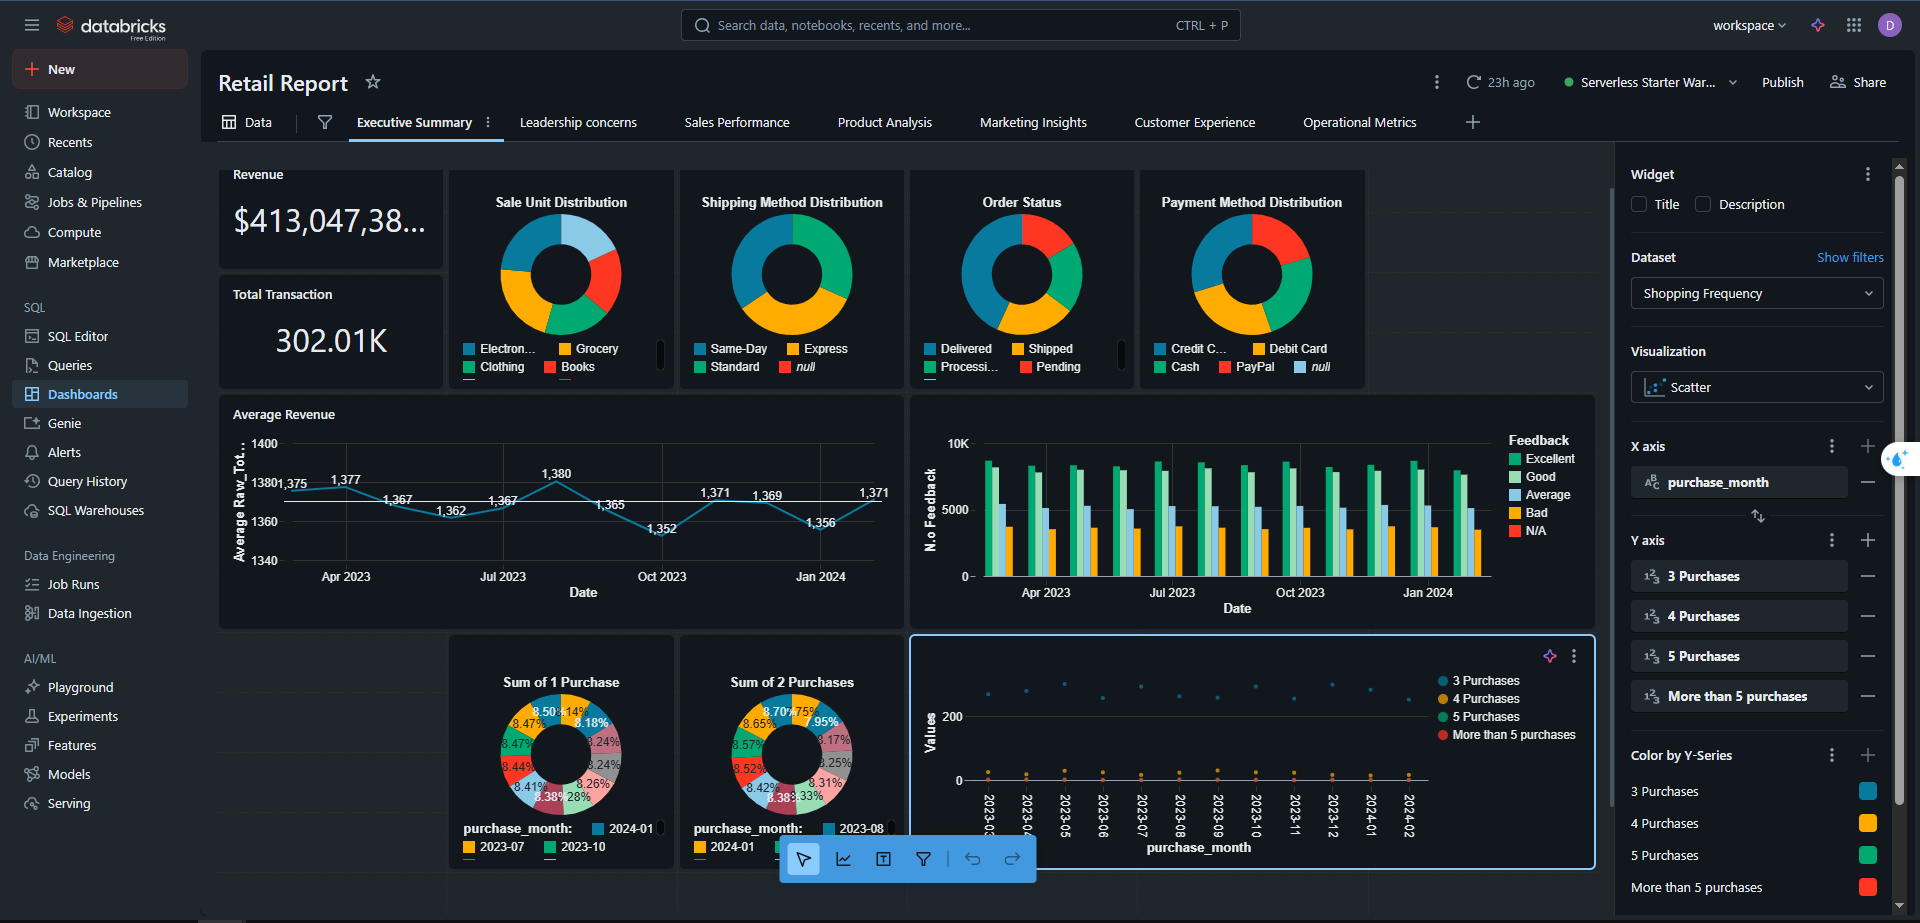 databricks
Free Edition
Search data, notebooks, recents, and more...
CTRL + P
workspace
D
New
Workspace
Recents
Catalog
Jobs & Pipelines
Compute
Marketplace
SQL
SQL Editor
Queries
Dashboards
Genie
Alerts
Query History
SQL Warehouses
Data Engineering
Job Runs
Data Ingestion
AI/ML
Playground
Experiments
Features
Models
Serving
Retail Report
23h ago
Serverless Starter War...
Publish
Share
Data
Executive Summary
Leadership concerns
Sales Performance
Product Analysis
Marketing Insights
Customer Experience
Operational Metrics
Revenue
$413,047,38...
Total Transaction
302.01K
Sale Unit Distribution
Electron...
Grocery
Clothing
Books
Shipping Method Distribution
Same-Day
Express
Standard
null
Order Status
Delivered
Shipped
Processi...
Pending
Payment Method Distribution
Credit C...
Debit Card
Cash
PayPal
null
Average Revenue
Average Raw_Tot...
1400
1380
1360
1340
1,375
1,377
1,367
1,362
1,367
1,380
1,365
1,352
1,371
1,369
1,356
1,371
Apr 2023
Jul 2023
Oct 2023
Jan 2024
Date
N.o Feedback
10K
5000
0
Apr 2023
Jul 2023
Oct 2023
Jan 2024
Date
Feedback
Excellent
Good
Average
Bad
N/A
Sum of 1 Purchase
8.50%
8.18%
8.24%
8.24%
8.26%
8.38%
8.41%
8.44%
8.47%
8.47%
purchase_month:
2024-01
2023-07
2023-10
Sum of 2 Purchases
8.70%
7.95%
8.17%
8.25%
8.31%
8.42%
8.52%
8.57%
8.65%
purchase_month:
2023-08
2024-01
Values
200
0
2023-04
2023-05
2023-06
2023-07
2023-08
2023-09
2023-10
2023-11
2023-12
2024-01
2024-02
purchase_month
3 Purchases
4 Purchases
5 Purchases
More than 5 purchases
Widget
Title
Description
Dataset
Show filters
Shopping Frequency
Visualization
Scatter
X axis
purchase_month
Y axis
3 Purchases
4 Purchases
5 Purchases
More than 5 purchases
Color by Y-Series
3 Purchases
4 Purchases
5 Purchases
More than 5 purchases